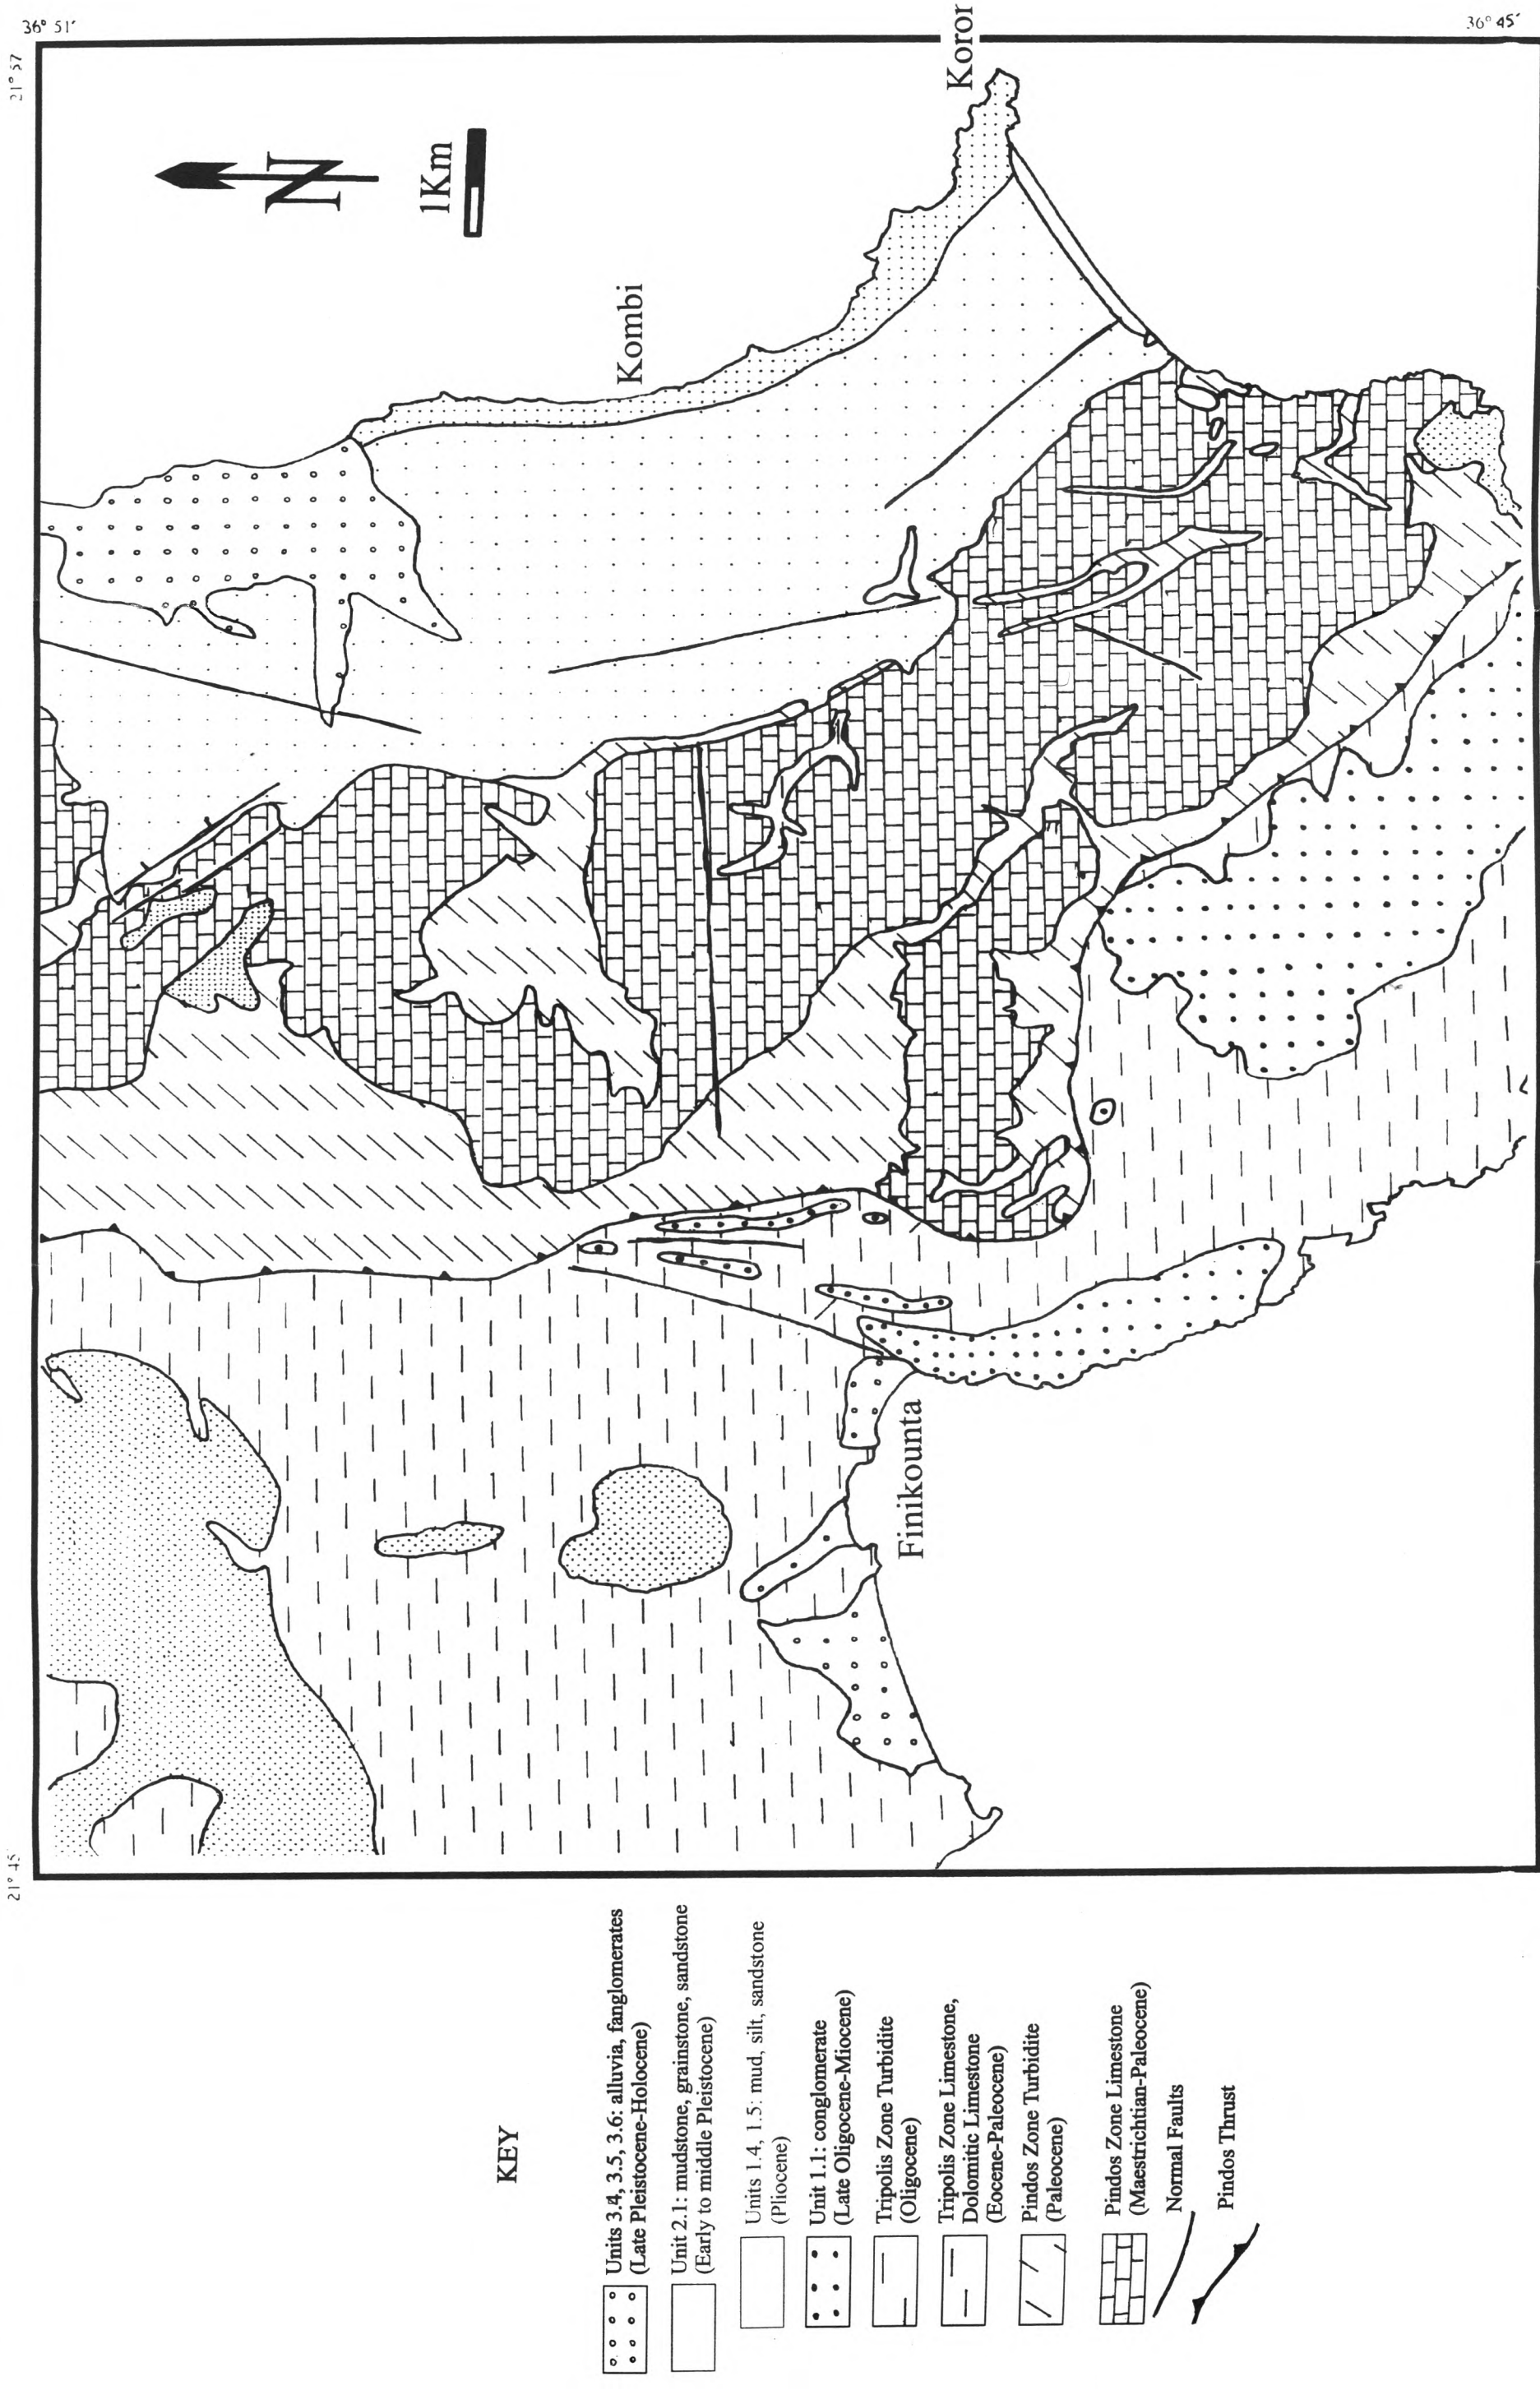 36° 51′
36° 45′
21° 57
21° 45
N
1Km
Koror
Kombi
Finikounta
KEY
Units 3.4, 3.5, 3.6: alluvia, fanglomerates
(Late Pleistocene-Holocene)
Unit 2.1: mudstone, grainstone, sandstone
(Early to middle Pleistocene)
Units 1.4, 1.5: mud, silt, sandstone
(Pliocene)
Unit 1.1: conglomerate
(Late Oligocene-Miocene)
Tripolis Zone Turbidite
(Oligocene)
Tripolis Zone Limestone,
Dolomitic Limestone
(Eocene-Paleocene)
Pindos Zone Turbidite
(Paleocene)
Pindos Zone Limestone
(Maestrichtian-Paleocene)
Normal Faults
Pindos Thrust